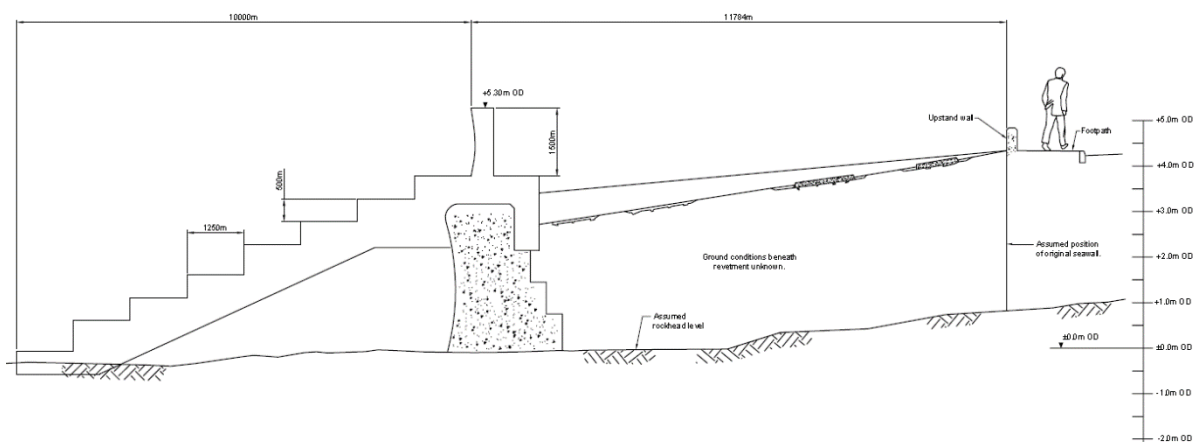 10000m
11784m
+5.30m OD
Upstand wall
Footpath
+5.0m OD
1500m
+4.0m OD
500m
+3.0m OD
1250m
Ground conditions beneath
revetment unknown.
Assumed position
of original seawall.
+2.0m OD
+1.0m OD
Assumed
rockhead level
±0.0m OD
±0.0m OD
-1.0m OD
-2.0m OD